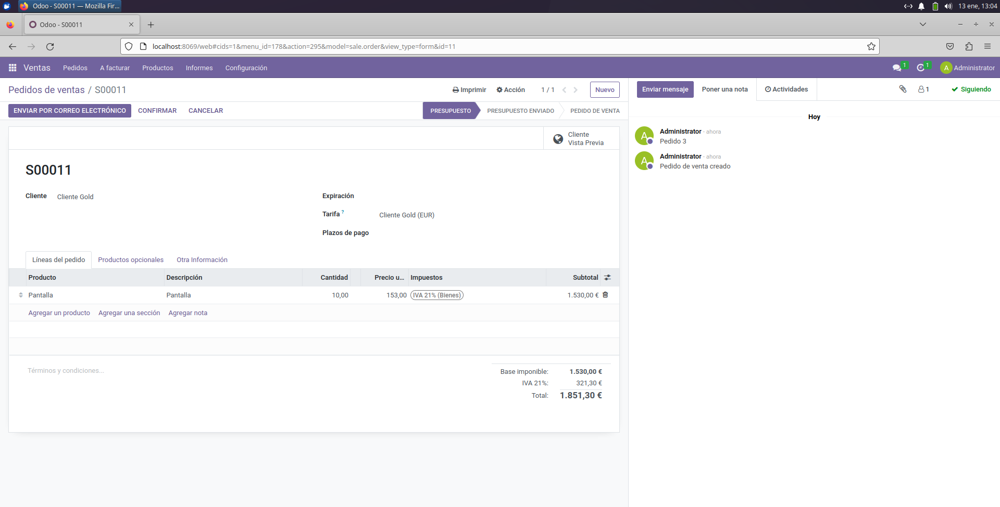 Odoo - S00011 — Mozilla Fir...
13 ene, 13:04
Odoo - S00011
localhost:8069/web#cids=1&menu_id=178&action=295&model=sale.order&view_type=form&id=11
Ventas Pedidos A facturar Productos Informes Configuración
1 1 A Administrator
Pedidos de ventas / S00011
Imprimir Acción 1 / 1 Nuevo
Enviar mensaje Poner una nota Actividades 1 Siguiendo
ENVIAR POR CORREO ELECTRÓNICO CONFIRMAR CANCELAR
PRESUPUESTO PRESUPUESTO ENVIADO PEDIDO DE VENTA
Cliente
Vista Previa
S00011
Cliente Cliente Gold
Expiración
Tarifa ? Cliente Gold (EUR)
Plazos de pago
Líneas del pedido Productos opcionales Otra Información
Producto Descripción Cantidad Precio u... Impuestos Subtotal
Pantalla Pantalla 10,00 153,00 IVA 21% (Bienes) 1.530,00 €
Agregar un producto Agregar una sección Agregar nota
Términos y condiciones...
Base imponible: 1.530,00 €
IVA 21%: 321,30 €
Total: 1.851,30 €
Hoy
A
Administrator - ahora
Pedido 3
A
Administrator - ahora
Pedido de venta creado